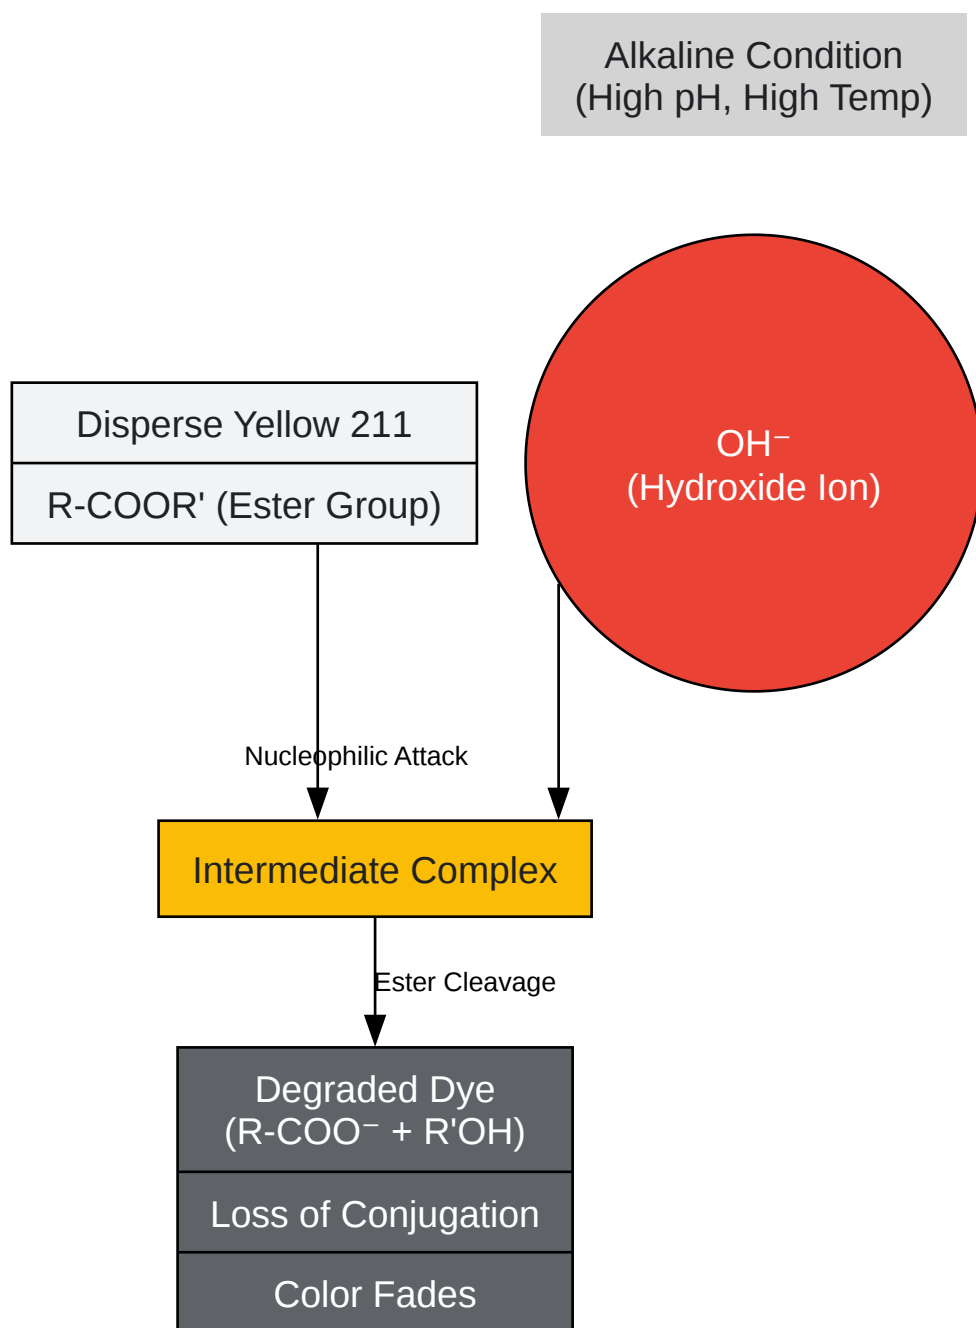 Alkaline Condition
(High pH, High Temp)
Disperse Yellow 211
R-COOR' (Ester Group)
OH⁻
(Hydroxide Ion)
Nucleophilic Attack
Intermediate Complex
Ester Cleavage
Degraded Dye
(R-COO⁻ + R'OH)
Loss of Conjugation
Color Fades